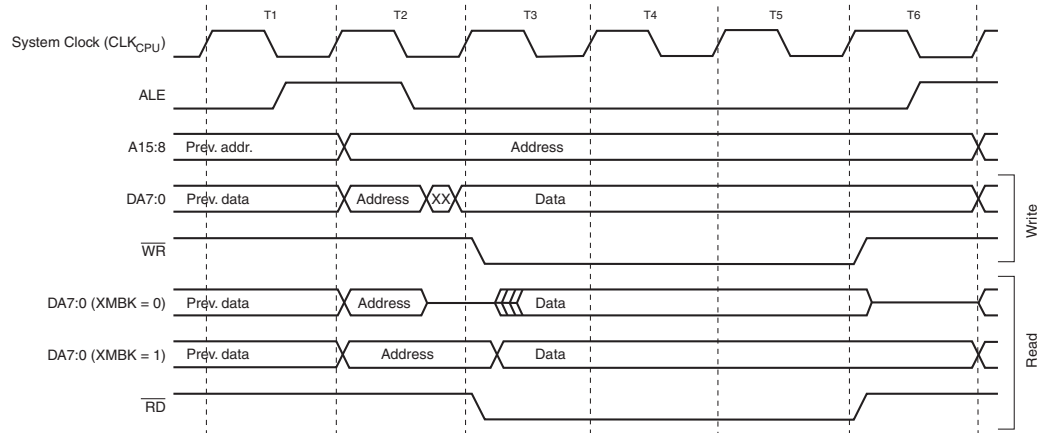 T1 T2 T3 T4 T5 T6
System Clock (CLKCPU)
ALE
A15:8 Prev. addr. Address
DA7:0 Prev. data Address XX Data
WR
Write
DA7:0 (XMBK = 0) Prev. data Address Data
DA7:0 (XMBK = 1) Prev. data Address Data
RD
Read